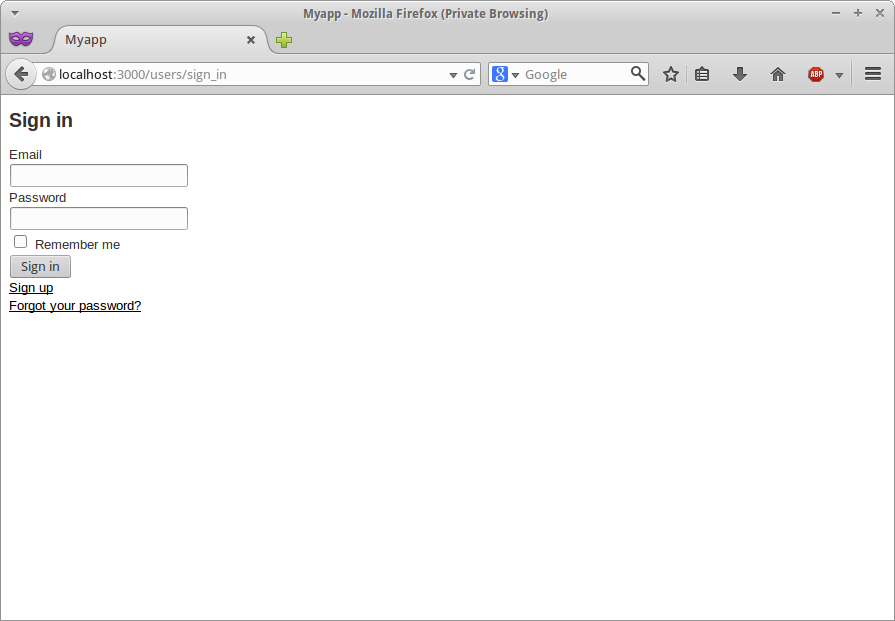 Myapp - Mozilla Firefox (Private Browsing)
Myapp
localhost:3000/users/sign_in
8
Google
ABP
Sign in
Email
Password
Remember me
Sign in
Sign up
Forgot your password?